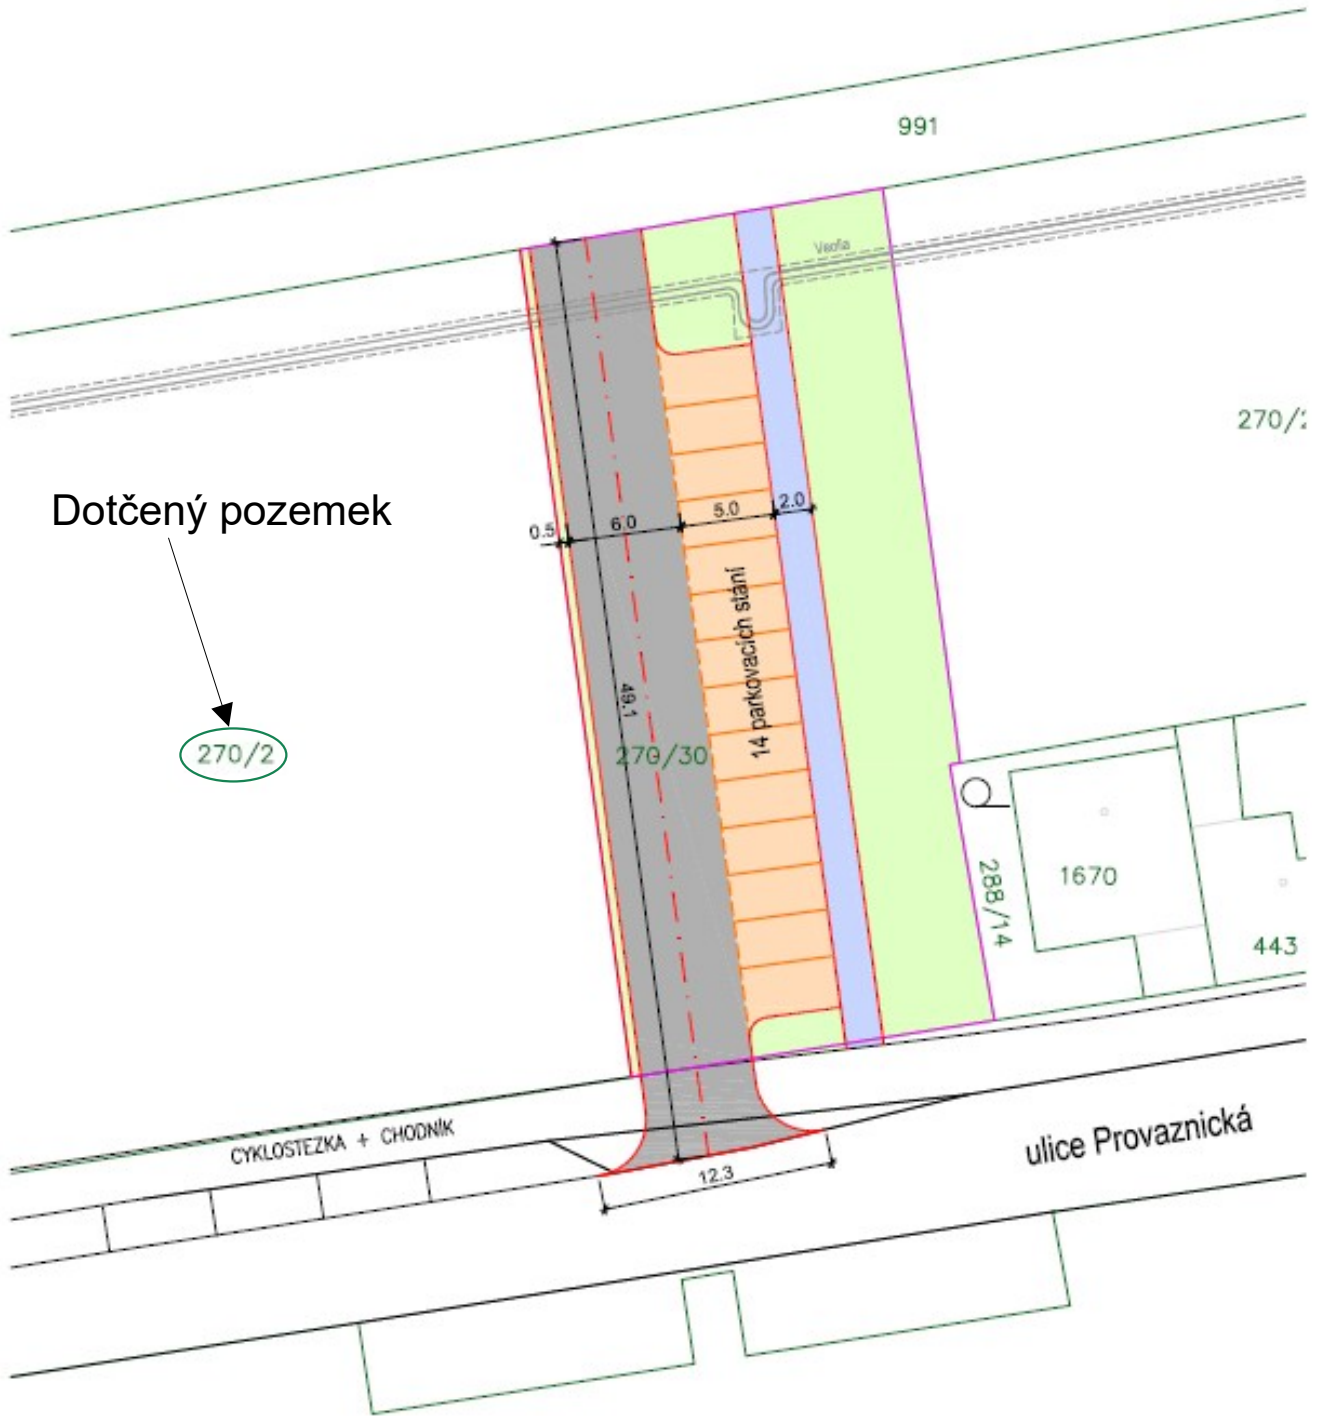 991
Veolia
270/2
Dotčený pozemek
0.5
6.0
5.0
2.0
14 parkovacích stání
49.1
270/2
270/30
1670
288/14
443
CYKLOSTEZKA + CHODNÍK
ulice Provaznická
12.3